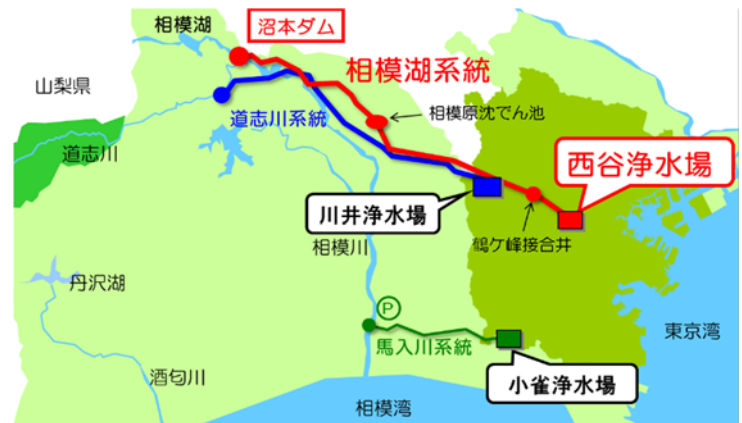 相模湖
沼本ダム
相模湖系統
山梨県
相模原沈でん池
道志川系統
道志川
西谷浄水場
川井浄水場
鶴ケ峰接合井
相模川
丹沢湖
P
東京湾
馬入川系統
酒匂川
小雀浄水場
相模湾